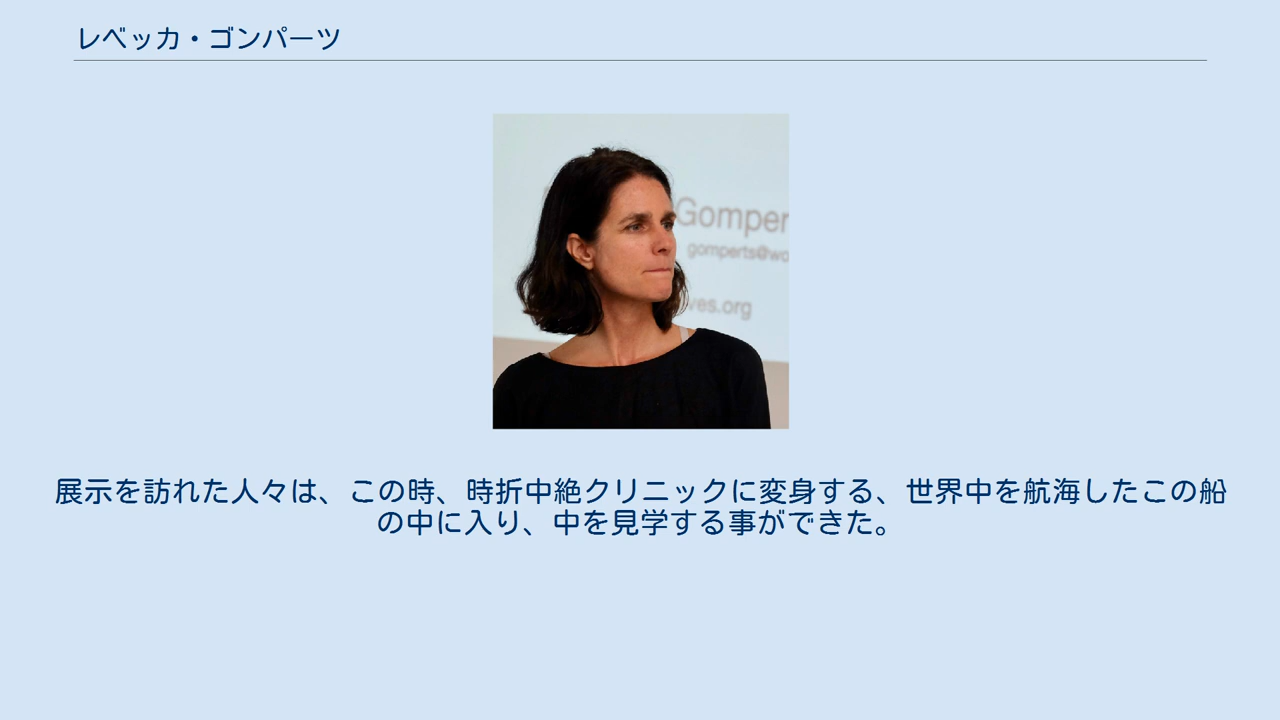 レベッカ・ゴンパーツ
Gomper
gomperts@wo
ves.org
展示を訪れた人々は、この時、時折中絶クリニックに変身する、世界中を航海したこの船
の中に入り、中を見学する事ができた。